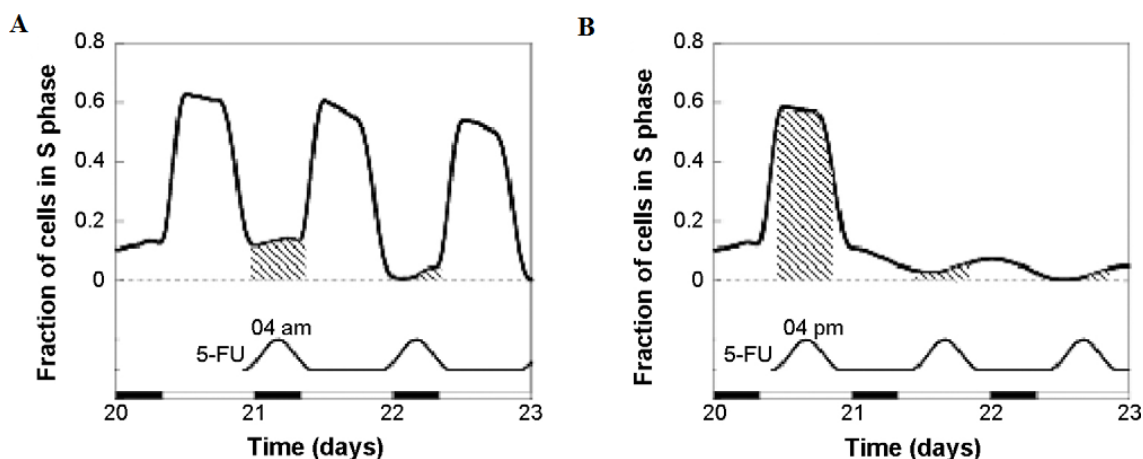 A
Fraction of cells in S phase
0.8
0.6
0.4
0.2
0
04 am
5-FU
20 21 22 23
Time (days)
B
Fraction of cells in S phase
0.8
0.6
0.4
0.2
0
04 pm
5-FU
20 21 22 23
Time (days)